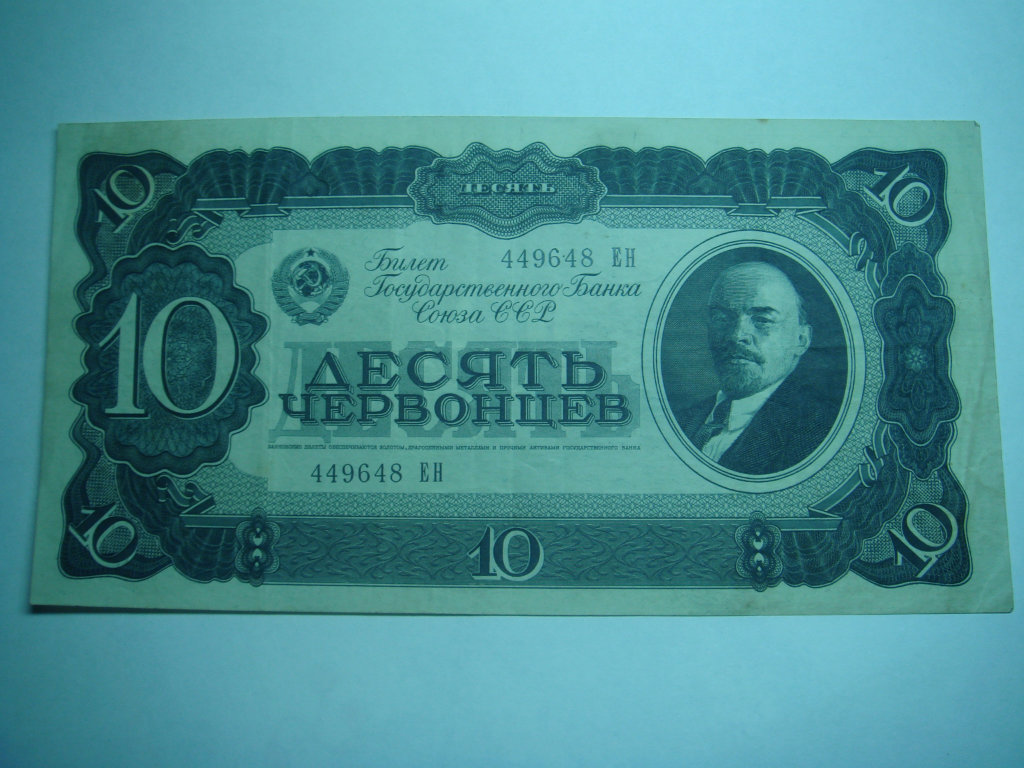 10
ДЕСЯТЬ
10
Билет 449648 ЕН
Государственного Банка
Союза ССР
10
ДЕСЯТЬ
ДЕСЯТЬ
ЧЕРВОНЦЕВ
БАНКОВЫЕ БИЛЕТЫ ОБЕСПЕЧИВАЮТСЯ ЗОЛОТОМ, ДРАГОЦЕННЫМИ МЕТАЛЛАМИ И ПРОЧИМИ АКТИВАМИ ГОСУДАРСТВЕННОГО БАНКА
449648 ЕН
10
10
10